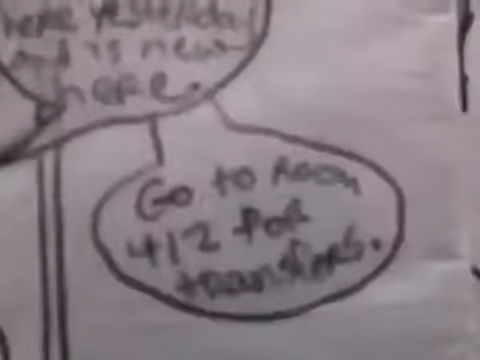 here yesterday
and is new
here.
Go to Room
412 for
transfers.